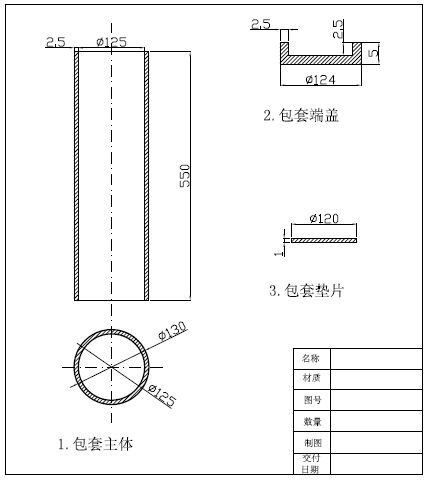 2,5
Ø125
550
Ø130
Ø125
1.包套主体
2,5
2,5
5
Ø124
2.包套端盖
Ø120
1
3.包套垫片
名称
材质
图号
数量
制图
交付
日期